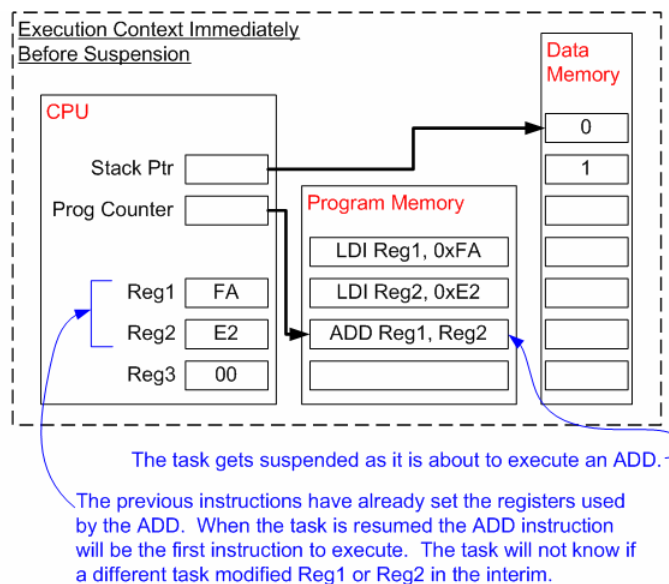 Execution Context Immediately
Before Suspension
Data
Memory
CPU
0
Stack Ptr
1
Prog Counter
Program Memory
LDI Reg1, 0xFA
Reg1
FA
LDI Reg2, 0xE2
Reg2
E2
ADD Reg1, Reg2
Reg3
00
The task gets suspended as it is about to execute an ADD.
The previous instructions have already set the registers used
by the ADD. When the task is resumed the ADD instruction
will be the first instruction to execute. The task will not know if
a different task modified Reg1 or Reg2 in the interim.